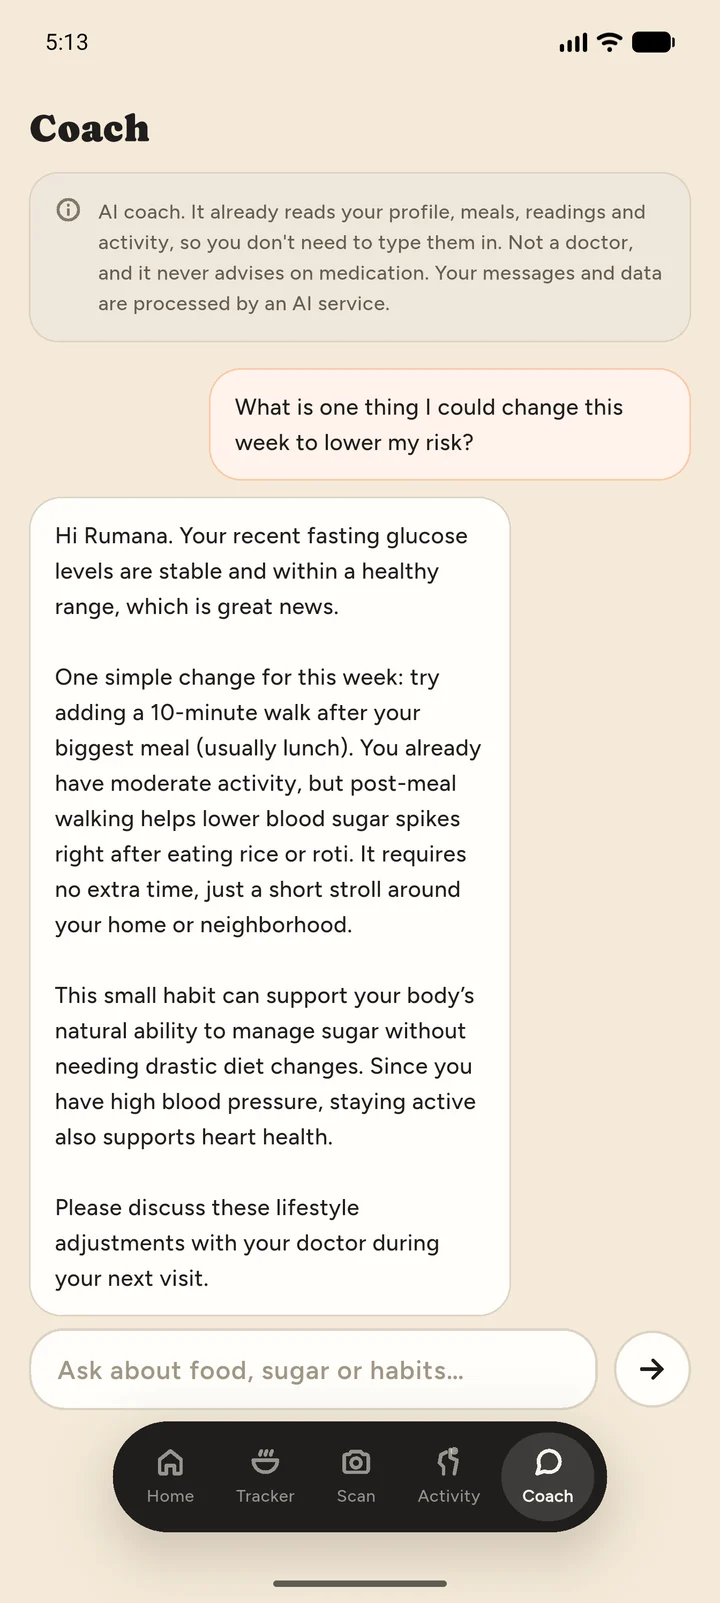 5:13
Coach
AI coach. It already reads your profile, meals, readings and
activity, so you don't need to type them in. Not a doctor,
and it never advises on medication. Your messages and data
are processed by an AI service.
What is one thing I could change this
week to lower my risk?
Hi Rumana. Your recent fasting glucose
levels are stable and within a healthy
range, which is great news.
One simple change for this week: try
adding a 10-minute walk after your
biggest meal (usually lunch). You already
have moderate activity, but post-meal
walking helps lower blood sugar spikes
right after eating rice or roti. It requires
no extra time, just a short stroll around
your home or neighborhood.
This small habit can support your body’s
natural ability to manage sugar without
needing drastic diet changes. Since you
have high blood pressure, staying active
also supports heart health.
Please discuss these lifestyle
adjustments with your doctor during
your next visit.
Ask about food, sugar or habits...
Home Tracker Scan Activity Coach